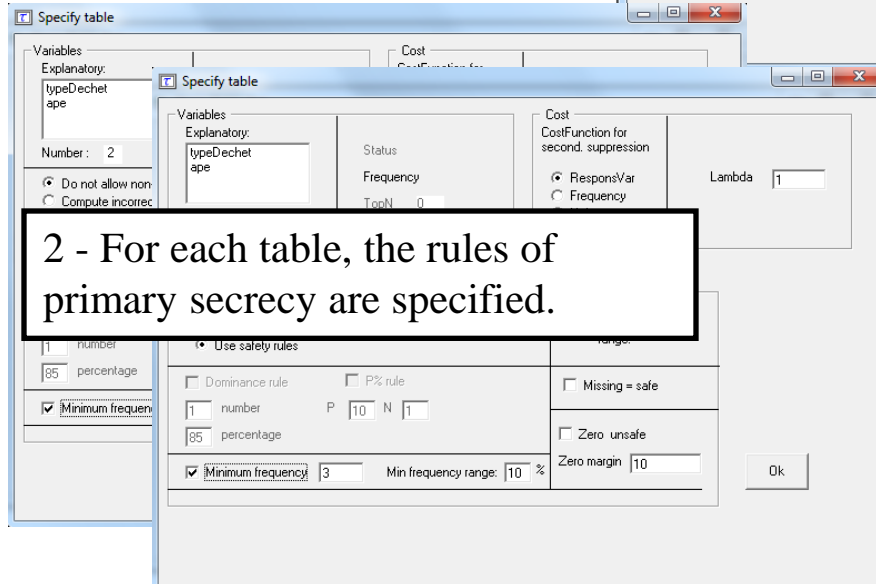 Specify table
Variables
Explanatory:
typeDechet
ape
Number : 2
Do not allow non-
Compute incorrec
Cost
number
85 percentage
Minimum frequen
Specify table
Variables
Explanatory:
typeDechet
ape
Status
Frequency
TopN 0
Cost
CostFunction for
second. suppression
ResponsVar
Frequency
Lambda 1
2 - For each table, the rules of
primary secrecy are specified.
Use safety rules
range:
Dominance rule
P% rule
1 number
P 10 N 1
85 percentage
Minimum frequency 3
Min frequency range: 10 %
Missing = safe
Zero unsafe
Zero margin 10
Ok